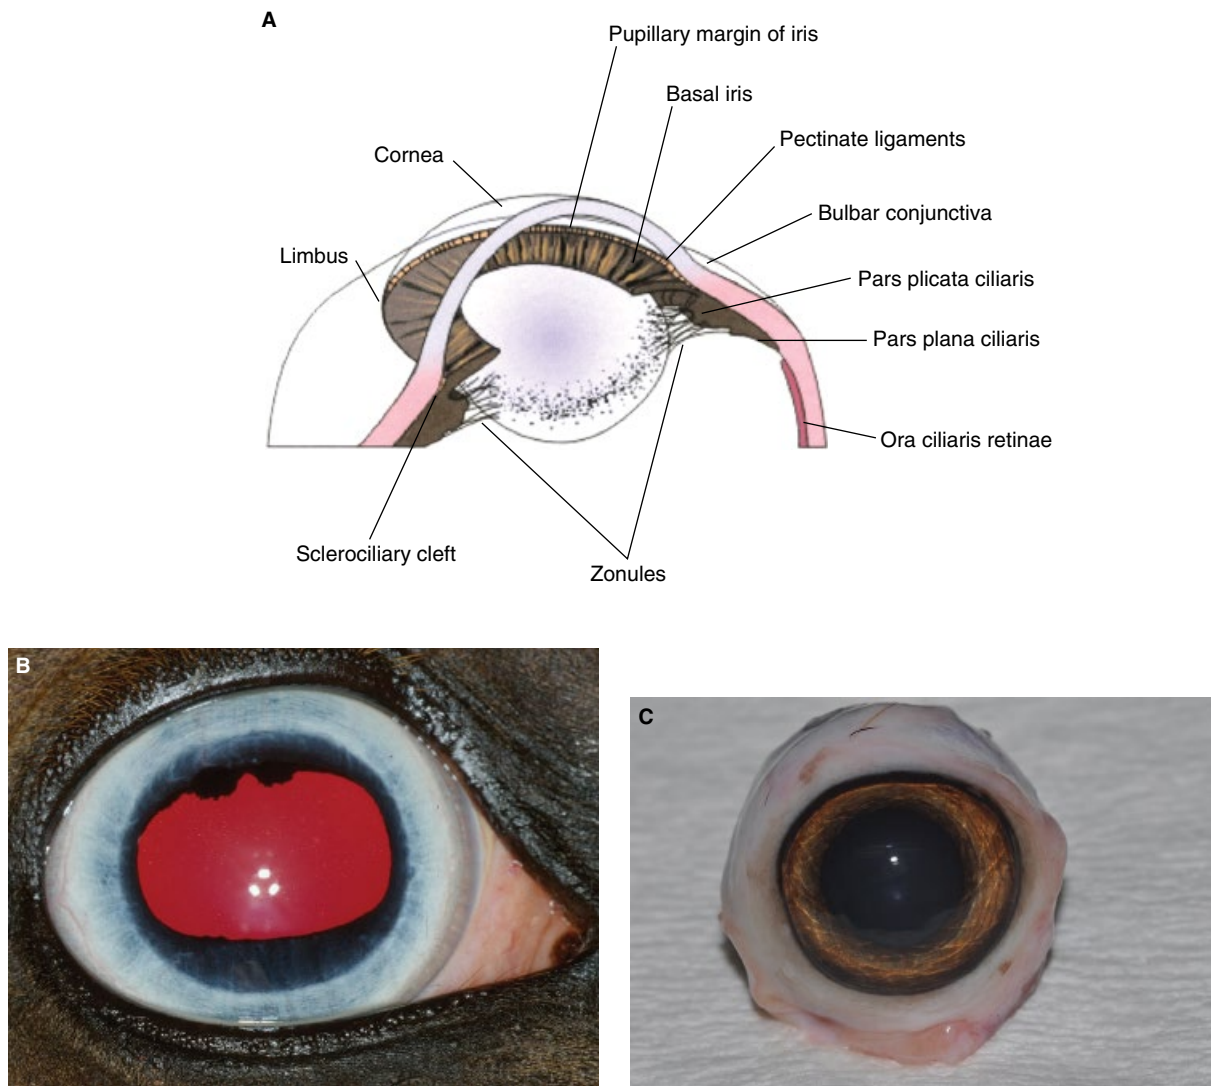 A
Pupillary margin of iris
Basal iris
Pectinate ligaments
Cornea
Bulbar conjunctiva
Limbus
Pars plicata ciliaris
Pars plana ciliaris
Ora ciliaris retinae
Sclerociliary cleft
Zonules
B
C